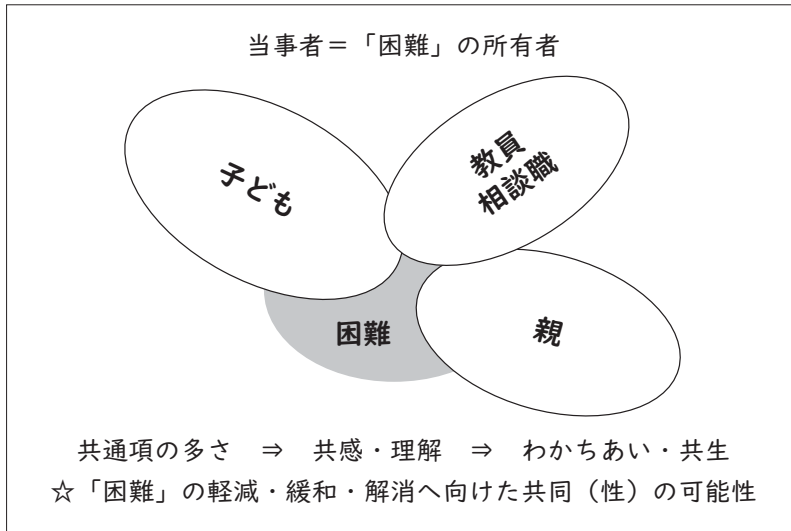 当事者＝「困難」の所有者
子ども
教員
相談職
困難
親
共通項の多さ　⇒　共感・理解　⇒　わかちあい・共生
☆「困難」の軽減・緩和・解消へ向けた共同（性）の可能性